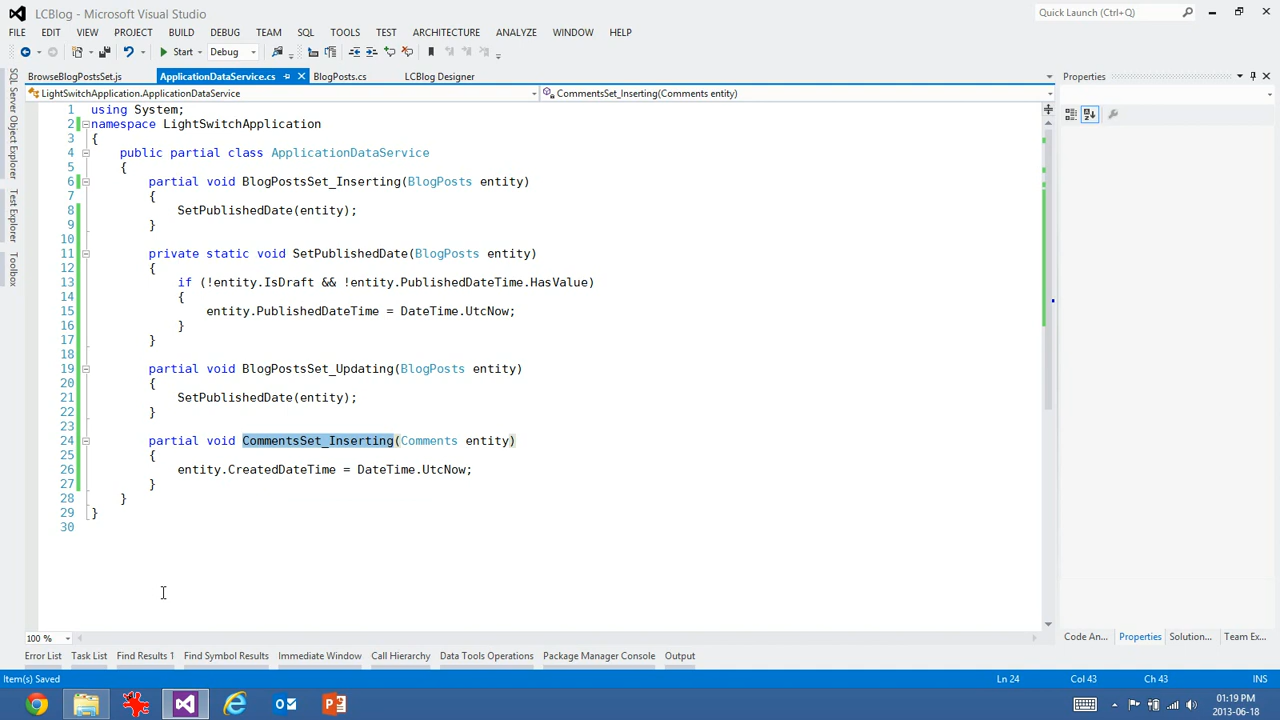 LCBlog - Microsoft Visual Studio
Quick Launch (Ctrl+Q)
FILE EDIT VIEW PROJECT BUILD DEBUG TEAM SQL TOOLS TEST ARCHITECTURE ANALYZE WINDOW HELP
Start Debug
BrowseBlogPostsSet.js ApplicationDataService.cs BlogPosts.cs LCBlog Designer
Properties
LightSwitchApplication.ApplicationDataService CommentsSet_Inserting(Comments entity)
SQL Server Object Explorer
Test Explorer
Toolbox
1 using System;
2 namespace LightSwitchApplication
3 {
4 public partial class ApplicationDataService
5 {
6 partial void BlogPostsSet_Inserting(BlogPosts entity)
7 {
8 SetPublishedDate(entity);
9 }
10
11 private static void SetPublishedDate(BlogPosts entity)
12 {
13 if (!entity.IsDraft && !entity.PublishedDateTime.HasValue)
14 {
15 entity.PublishedDateTime = DateTime.UtcNow;
16 }
17 }
18
19 partial void BlogPostsSet_Updating(BlogPosts entity)
20 {
21 SetPublishedDate(entity);
22 }
23
24 partial void CommentsSet_Inserting(Comments entity)
25 {
26 entity.CreatedDateTime = DateTime.UtcNow;
27 }
28 }
29 }
30
100 %
Code An... Properties Solution... Team Ex...
Error List Task List Find Results 1 Find Symbol Results Immediate Window Call Hierarchy Data Tools Operations Package Manager Console Output
Item(s) Saved Ln 24 Col 43 Ch 43 INS
01:19 PM
2013-06-18